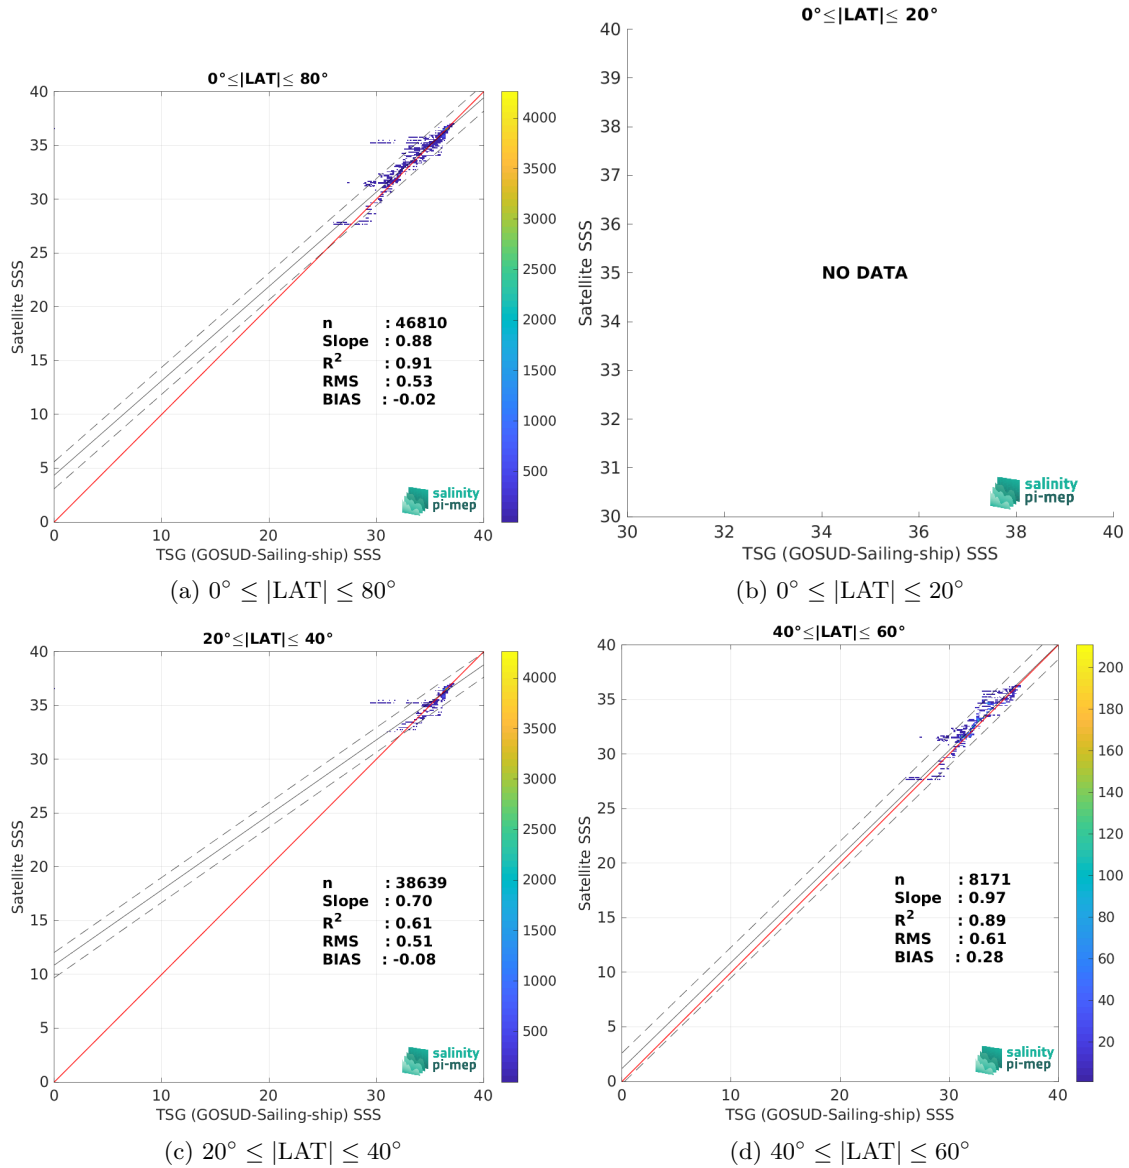 0°≤|LAT|≤ 80°
40
35
30
25
20
15
10
5
0
Satellite SSS
0
10
20
30
40
TSG (GOSUD-Sailing-ship) SSS
4000
3500
3000
2500
2000
1500
1000
500
n : 46810
Slope : 0.88
R² : 0.91
RMS : 0.53
BIAS : -0.02
salinity
pi-mep
(a) 0° ≤ |LAT| ≤ 80°
0°≤|LAT|≤ 20°
40
39
38
37
36
35
34
33
32
31
30
Satellite SSS
NO DATA
30
32
34
36
38
40
TSG (GOSUD-Sailing-ship) SSS
salinity
pi-mep
(b) 0° ≤ |LAT| ≤ 20°
20°≤|LAT|≤ 40°
40
35
30
25
20
15
10
5
0
Satellite SSS
0
10
20
30
40
TSG (GOSUD-Sailing-ship) SSS
4000
3500
3000
2500
2000
1500
1000
500
n : 38639
Slope : 0.70
R² : 0.61
RMS : 0.51
BIAS : -0.08
salinity
pi-mep
(c) 20° ≤ |LAT| ≤ 40°
40°≤|LAT|≤ 60°
40
35
30
25
20
15
10
5
0
Satellite SSS
0
10
20
30
40
TSG (GOSUD-Sailing-ship) SSS
200
180
160
140
120
100
80
60
40
20
n : 8171
Slope : 0.97
R² : 0.89
RMS : 0.61
BIAS : 0.28
salinity
pi-mep
(d) 40° ≤ |LAT| ≤ 60°